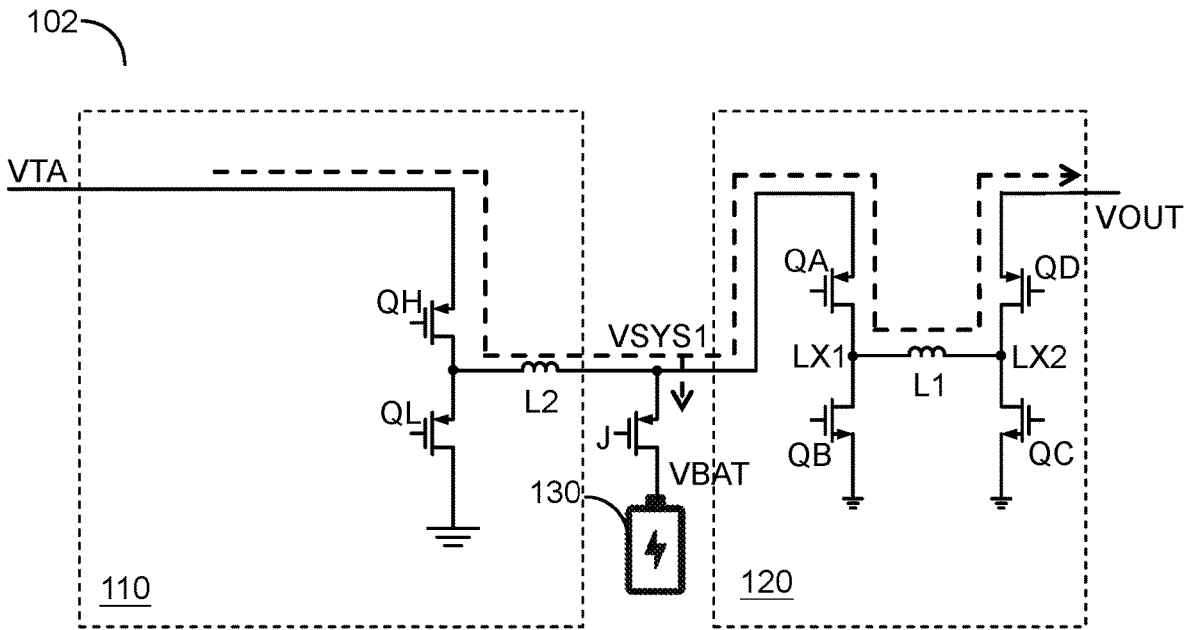 102
VTA
VOUT
QA
QD
QH
VSYS1
LX1
LX2
L1
L2
QL
J
QB
QC
VBAT
130
110
120